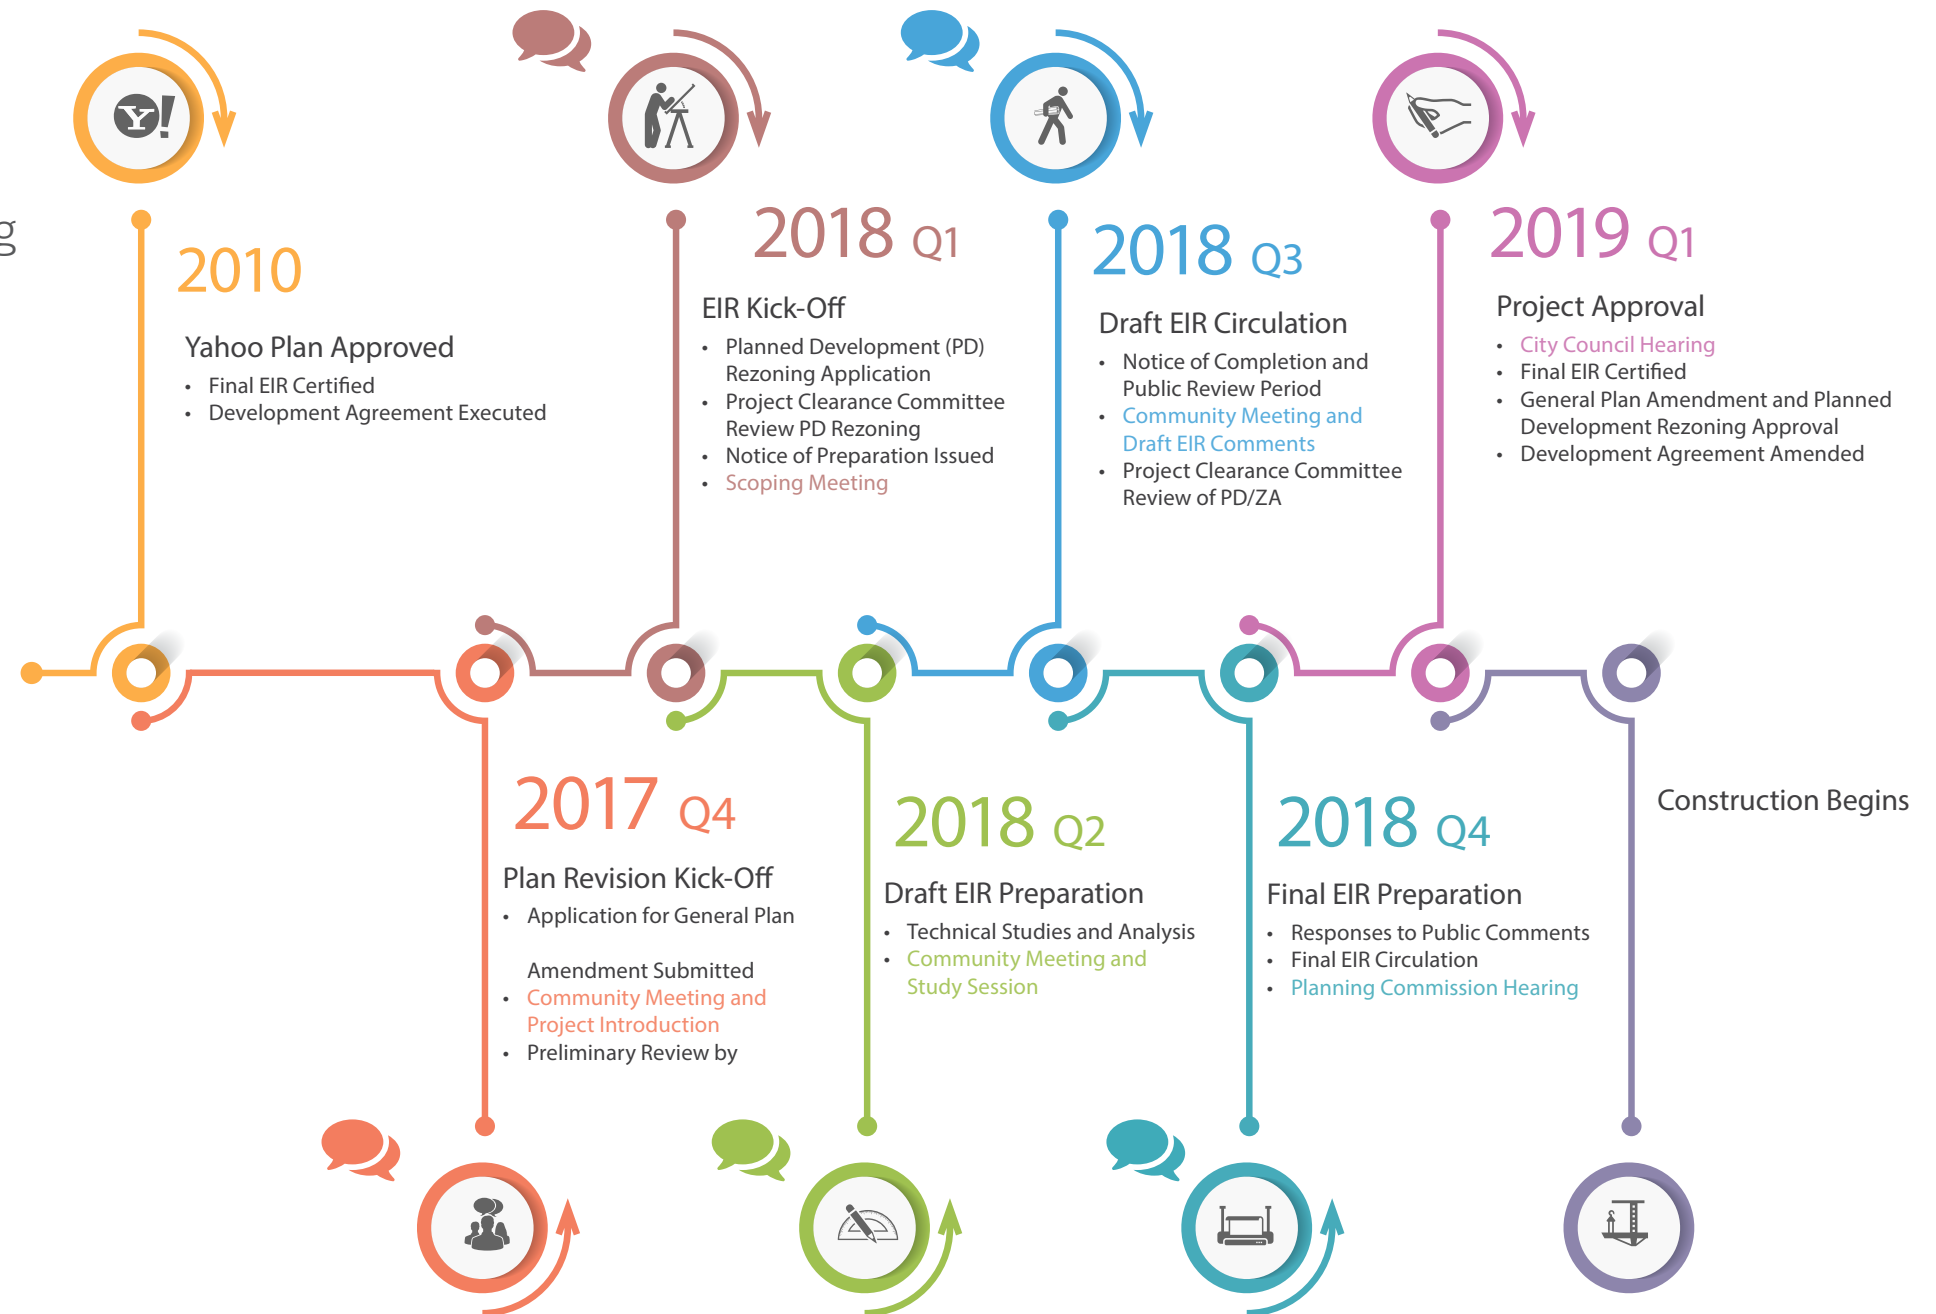 g
Y!
2010
Yahoo Plan Approved
• Final EIR Certified
• Development Agreement Executed
2018 Q1
EIR Kick-Off
• Planned Development (PD)
Rezoning Application
• Project Clearance Committee
Review PD Rezoning
• Notice of Preparation Issued
• Scoping Meeting
2018 Q3
Draft EIR Circulation
• Notice of Completion and
Public Review Period
• Community Meeting and
Draft EIR Comments
• Project Clearance Committee
Review of PD/ZA
2019 Q1
Project Approval
• City Council Hearing
• Final EIR Certified
• General Plan Amendment and Planned
Development Rezoning Approval
• Development Agreement Amended
2017 Q4
Plan Revision Kick-Off
• Application for General Plan
Amendment Submitted
• Community Meeting and
Project Introduction
• Preliminary Review by
2018 Q2
Draft EIR Preparation
• Technical Studies and Analysis
• Community Meeting and
Study Session
2018 Q4
Final EIR Preparation
• Responses to Public Comments
• Final EIR Circulation
• Planning Commission Hearing
Construction Begins